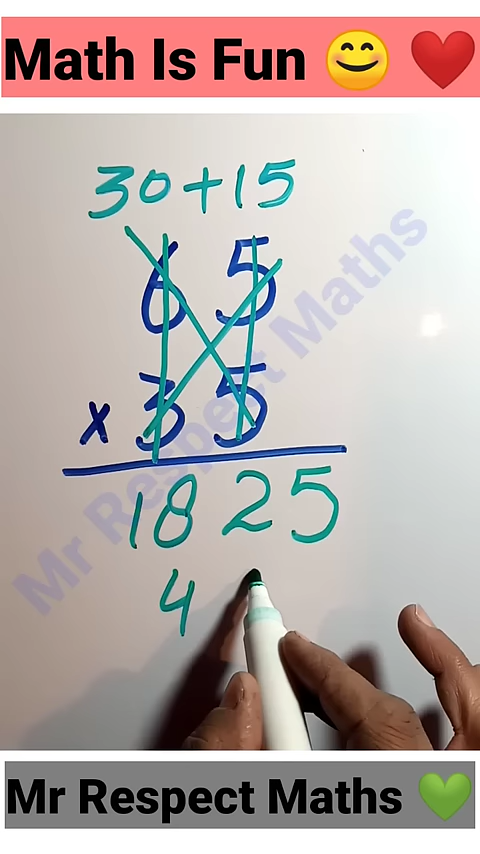 Math Is Fun 😊 ❤️
30+15
65
x 35
1825
4
Mr Respect Maths
Mr Respect Maths 💚